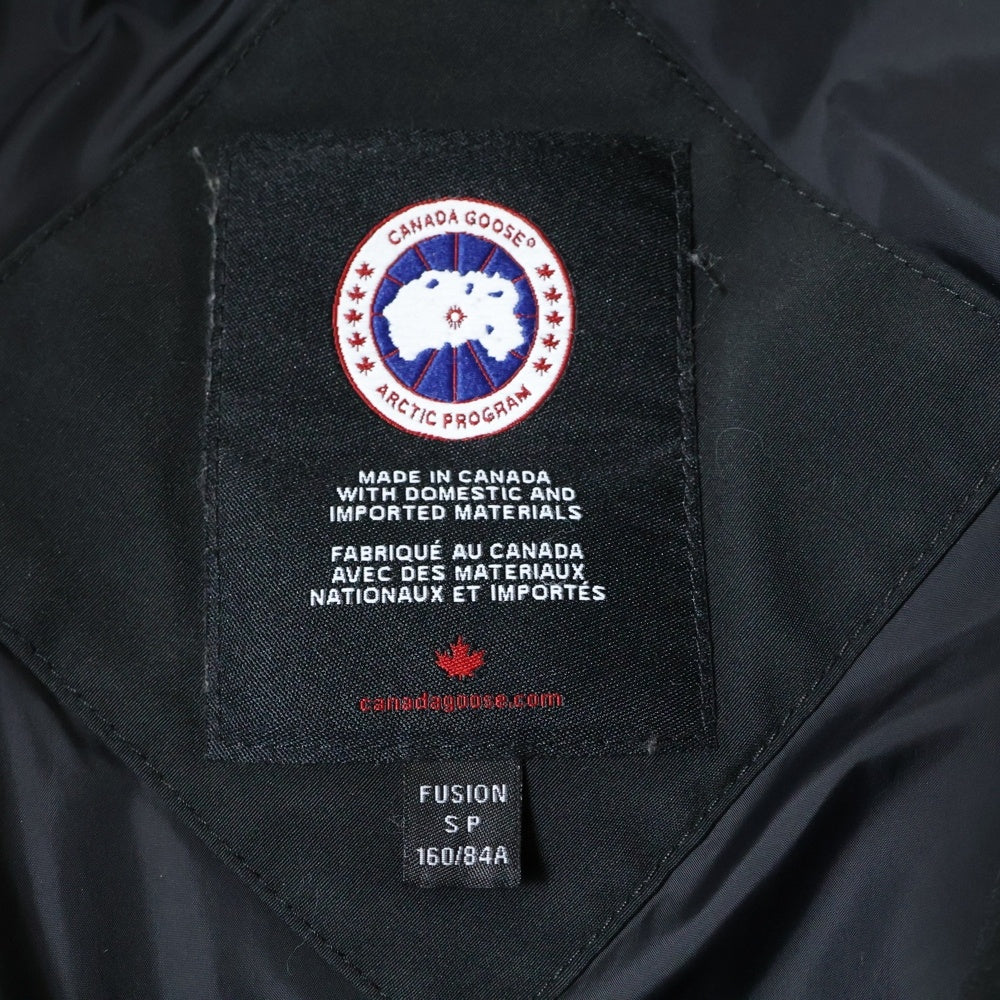 CANADA GOOSE®
ARCTIC PROGRAM
MADE IN CANADA
WITH DOMESTIC AND
IMPORTED MATERIALS
FABRIQUÉ AU CANADA
AVEC DES MATERIAUX
NATIONAUX ET IMPORTÉS
canadagoose.com
FUSION
S P
160/84A